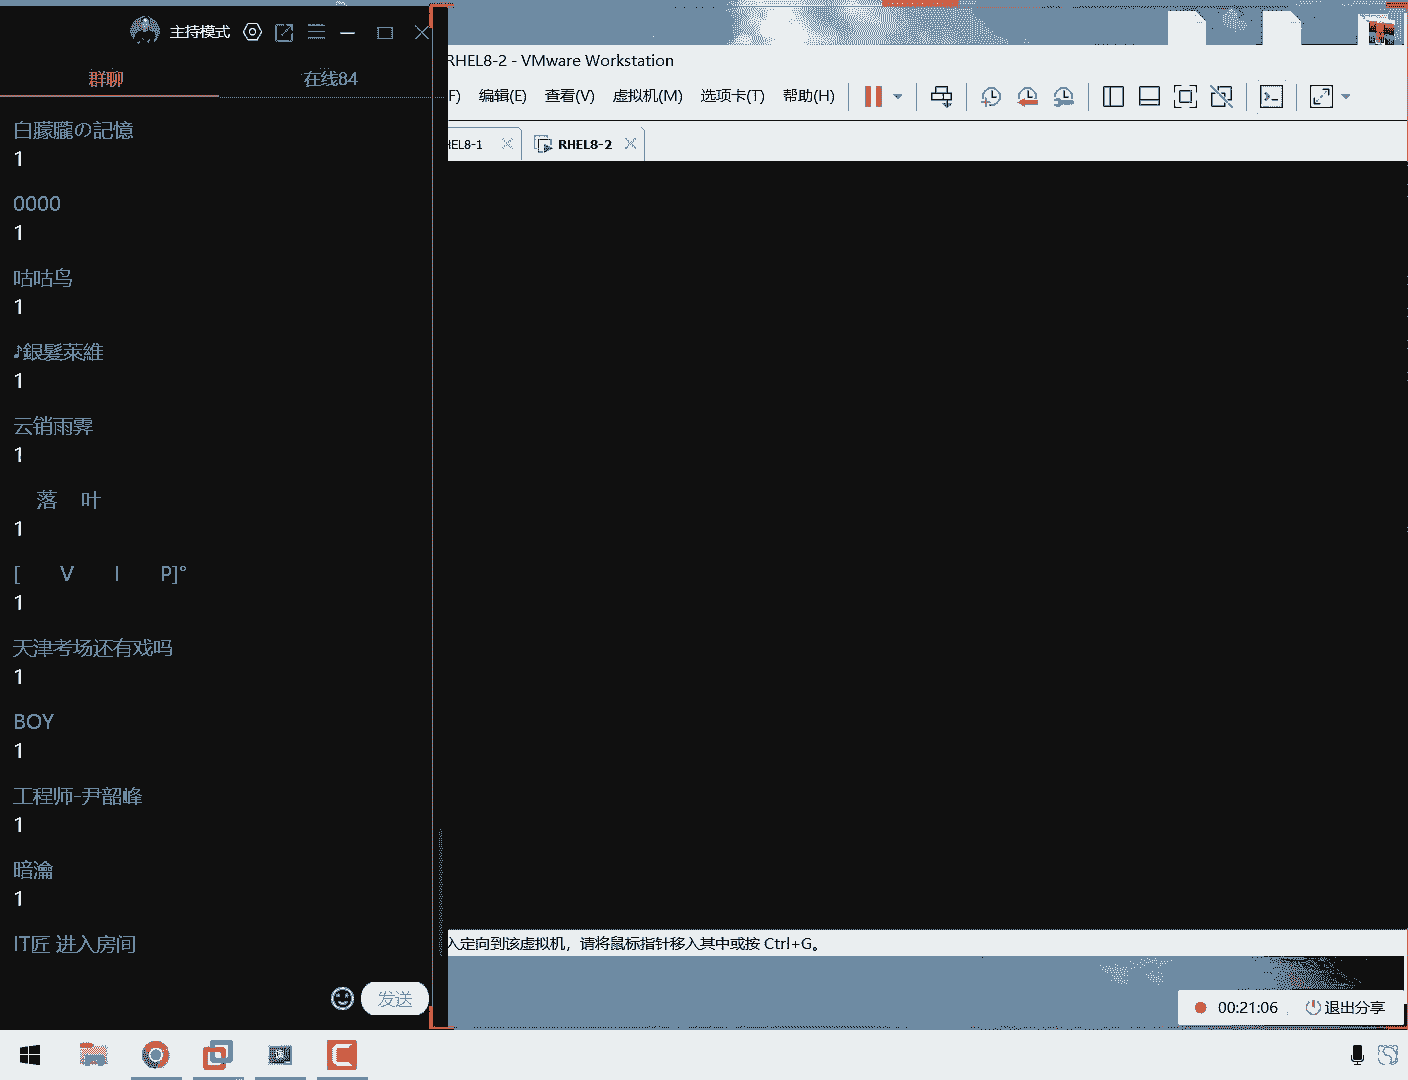 主持模式
群聊
在线84
白朦朧の記憶
1
0000
1
咕咕鸟
1
♪銀髮萊維
1
云销雨霁
1
落 叶
1
[ V I P]°
1
天津考场还有戏吗
1
BOY
1
工程师-尹韶峰
1
暗瀹
1
IT匠 进入房间
发送
RHEL8-2 - VMware Workstation
F) 编辑(E) 查看(V) 虚拟机(M) 选项卡(T) 帮助(H)
HEL8-1
RHEL8-2
入定向到该虚拟机，请将鼠标指针移入其中或按 Ctrl+G。
00:21:06
退出分享